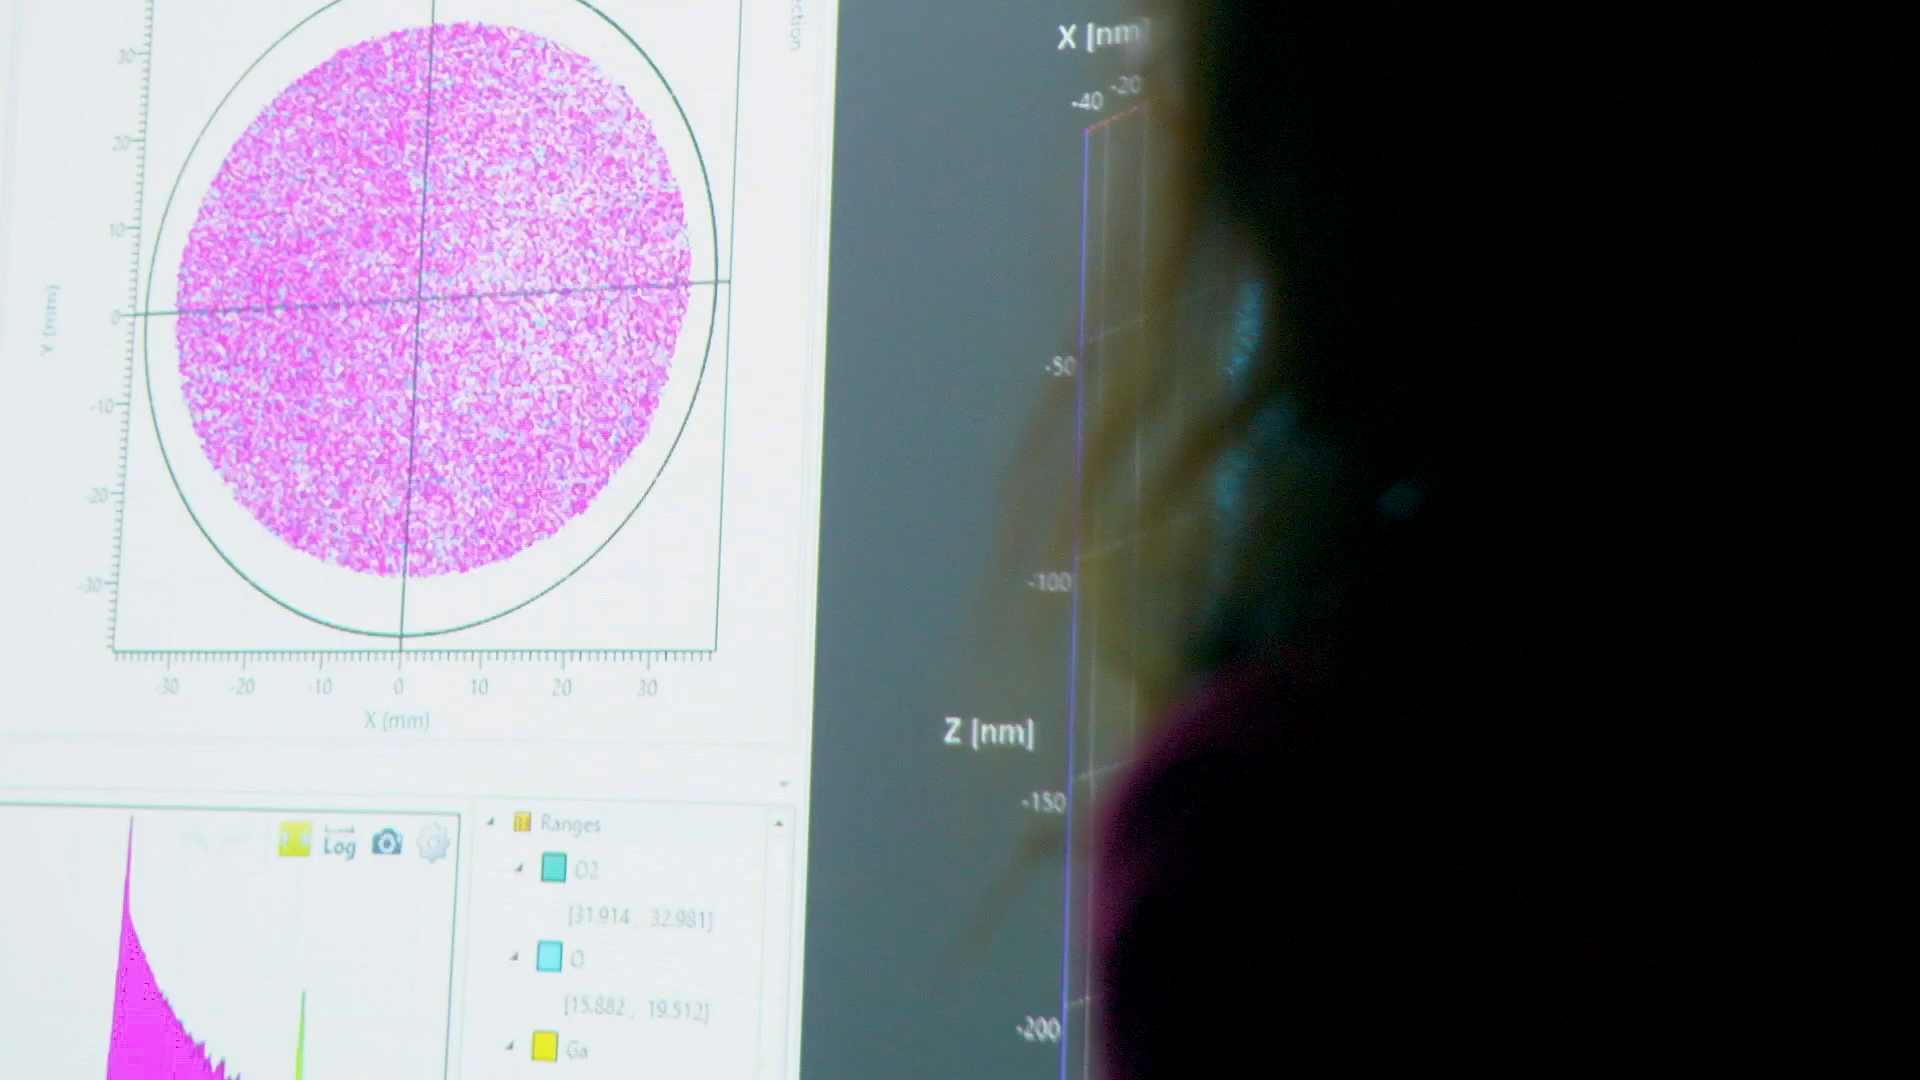 ction
30
20
10
0
-10
-20
-30
Y (mm)
-30 -20 -10 0 10 20 30
X (mm)
Log
Ranges
O2
[31.914 , 32.981]
O
[15.882 , 19.512]
Ga
X [nm]
-40 -20
-50
-100
Z [nm]
-150
-200